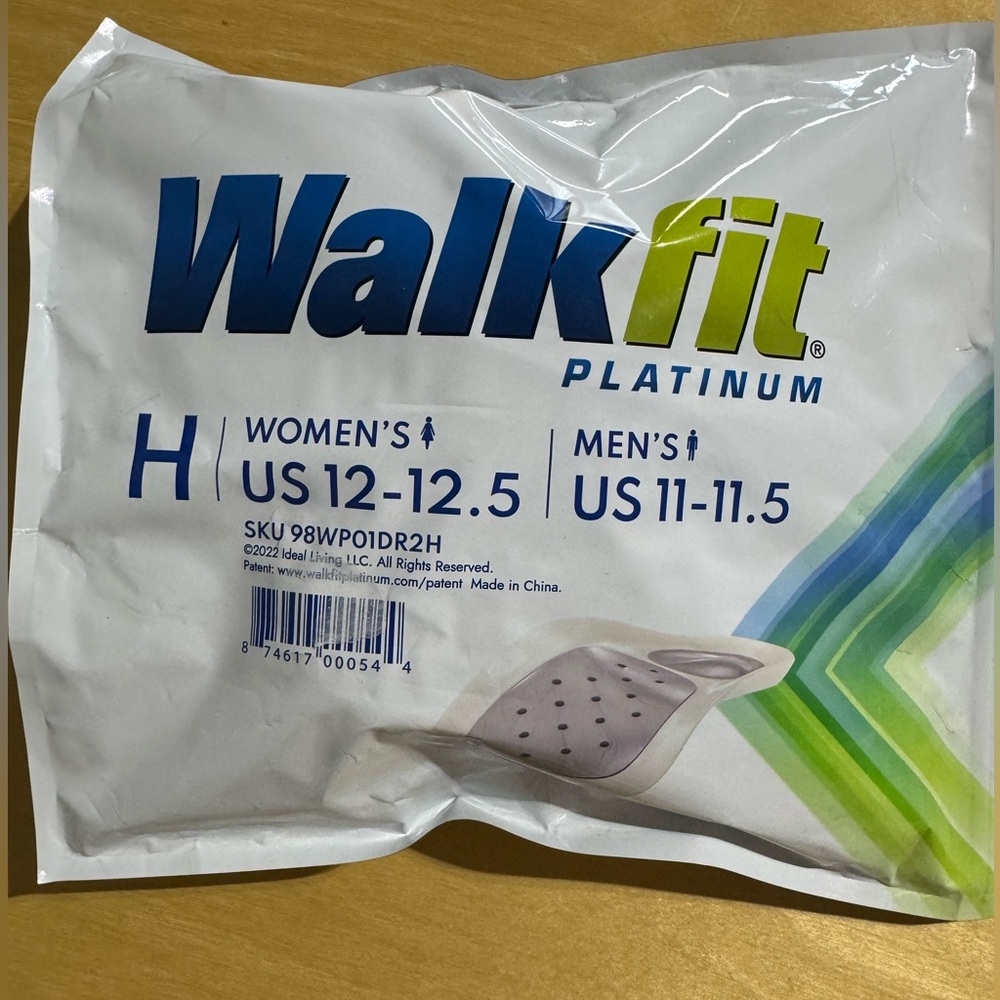 Walkfit®
PLATINUM
H
WOMEN'S
US 12-12.5
MEN'S
US 11-11.5
SKU 98WP01DR2H
©2022 Ideal Living LLC. All Rights Reserved.
Patent: www.walkfitplatinum.com/patent Made in China.
8 74617 00054 4